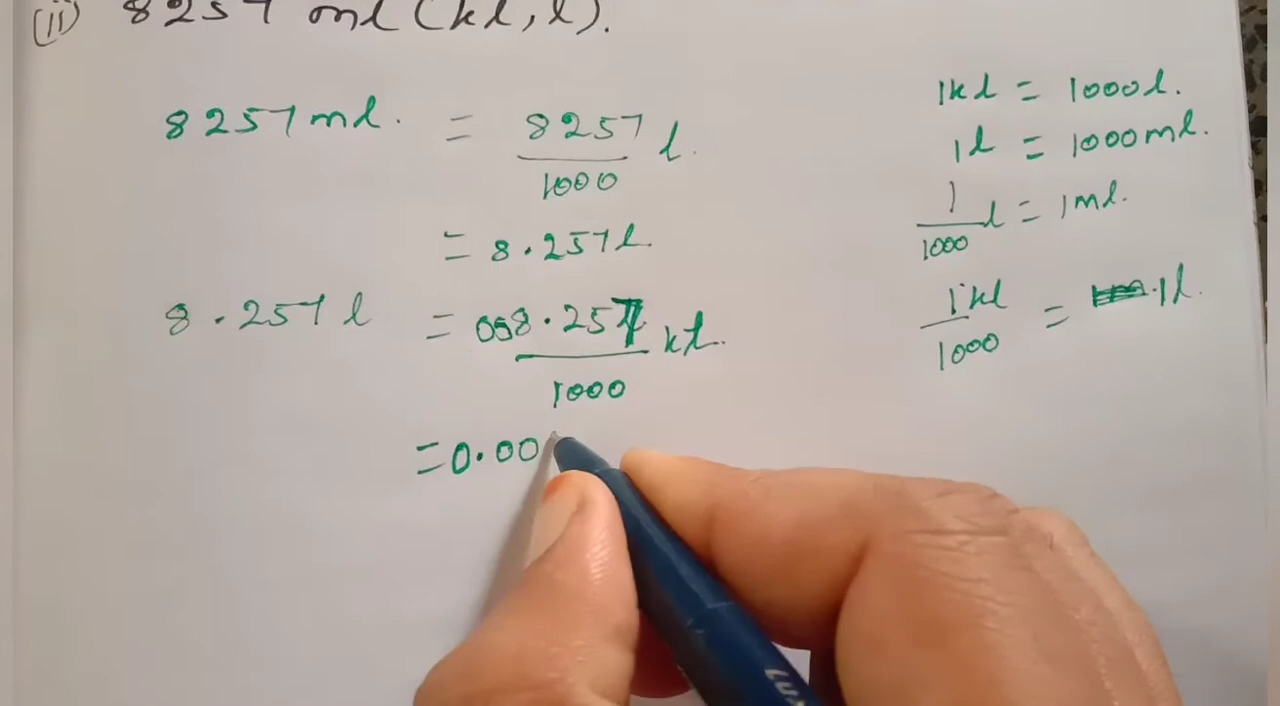 (ii) 8257 ml (kl, l).
8257 ml. = 8257/1000 l.
= 8.257 l
8.257 l = 008.257/1000 kl.
= 0.00
1kl = 1000l.
1l = 1000ml.
1/1000 l = 1ml.
1kl/1000 = 1l.